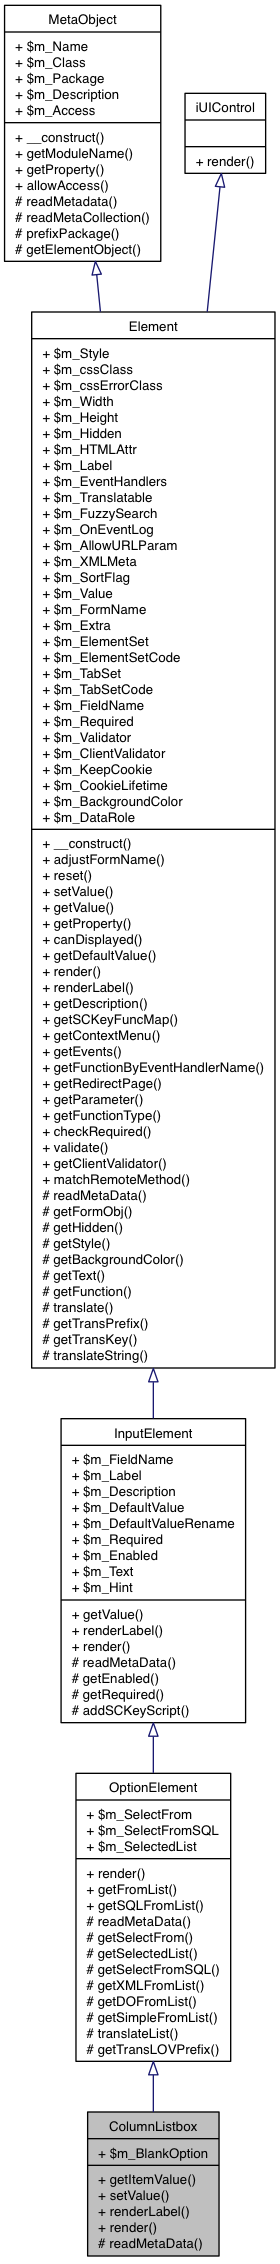 MetaObject
+ $m_Name
+ $m_Class
+ $m_Package
+ $m_Description
+ $m_Access
+ __construct()
+ getModuleName()
+ getProperty()
+ allowAccess()
# readMetadata()
# readMetaCollection()
# prefixPackage()
# getElementObject()
iUIControl
+ render()
Element
+ $m_Style
+ $m_cssClass
+ $m_cssErrorClass
+ $m_Width
+ $m_Height
+ $m_Hidden
+ $m_HTMLAttr
+ $m_Label
+ $m_EventHandlers
+ $m_Translatable
+ $m_FuzzySearch
+ $m_OnEventLog
+ $m_AllowURLParam
+ $m_XMLMeta
+ $m_SortFlag
+ $m_Value
+ $m_FormName
+ $m_Extra
+ $m_ElementSet
+ $m_ElementSetCode
+ $m_TabSet
+ $m_TabSetCode
+ $m_FieldName
+ $m_Required
+ $m_Validator
+ $m_ClientValidator
+ $m_KeepCookie
+ $m_CookieLifetime
+ $m_BackgroundColor
+ $m_DataRole
+ __construct()
+ adjustFormName()
+ reset()
+ setValue()
+ getValue()
+ getProperty()
+ canDisplayed()
+ getDefaultValue()
+ render()
+ renderLabel()
+ getDescription()
+ getSCKeyFuncMap()
+ getContextMenu()
+ getEvents()
+ getFunctionByEventHandlerName()
+ getRedirectPage()
+ getParameter()
+ getFunctionType()
+ checkRequired()
+ validate()
+ getClientValidator()
+ matchRemoteMethod()
# readMetaData()
# getFormObj()
# getHidden()
# getStyle()
# getBackgroundColor()
# getText()
# getFunction()
# translate()
# getTransPrefix()
# getTransKey()
# translateString()
InputElement
+ $m_FieldName
+ $m_Label
+ $m_Description
+ $m_DefaultValue
+ $m_DefaultValueRename
+ $m_Required
+ $m_Enabled
+ $m_Text
+ $m_Hint
+ getValue()
+ renderLabel()
+ render()
# readMetaData()
# getEnabled()
# getRequired()
# addSCKeyScript()
OptionElement
+ $m_SelectFrom
+ $m_SelectFromSQL
+ $m_SelectedList
+ render()
+ getFromList()
+ getSQLFromList()
# readMetaData()
# getSelectFrom()
# getSelectedList()
# getSelectFromSQL()
# getXMLFromList()
# getDOFromList()
# getSimpleFromList()
# translateList()
# getTransLOVPrefix()
ColumnListbox
+ $m_BlankOption
+ getItemValue()
+ setValue()
+ renderLabel()
+ render()
# readMetaData()